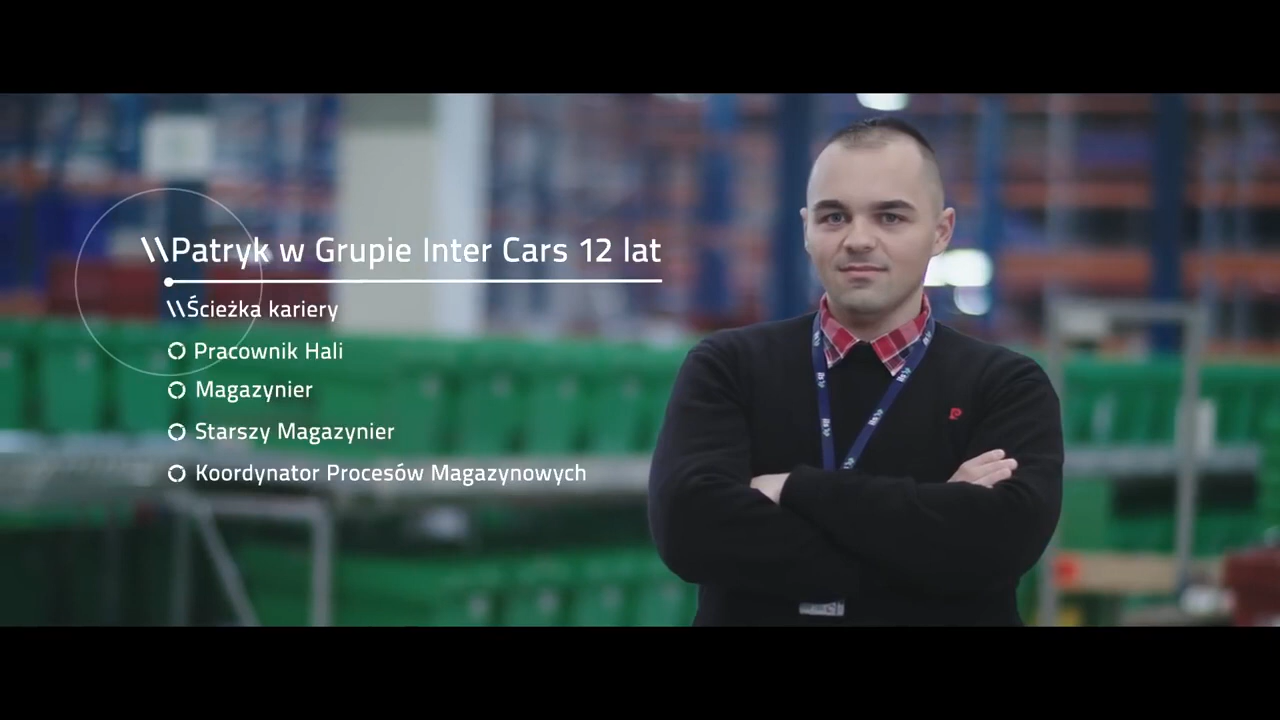 \\Patryk w Grupie Inter Cars 12 lat
\\Ścieżka kariery
Pracownik Hali
Magazynier
Starszy Magazynier
Koordynator Procesów Magazynowych